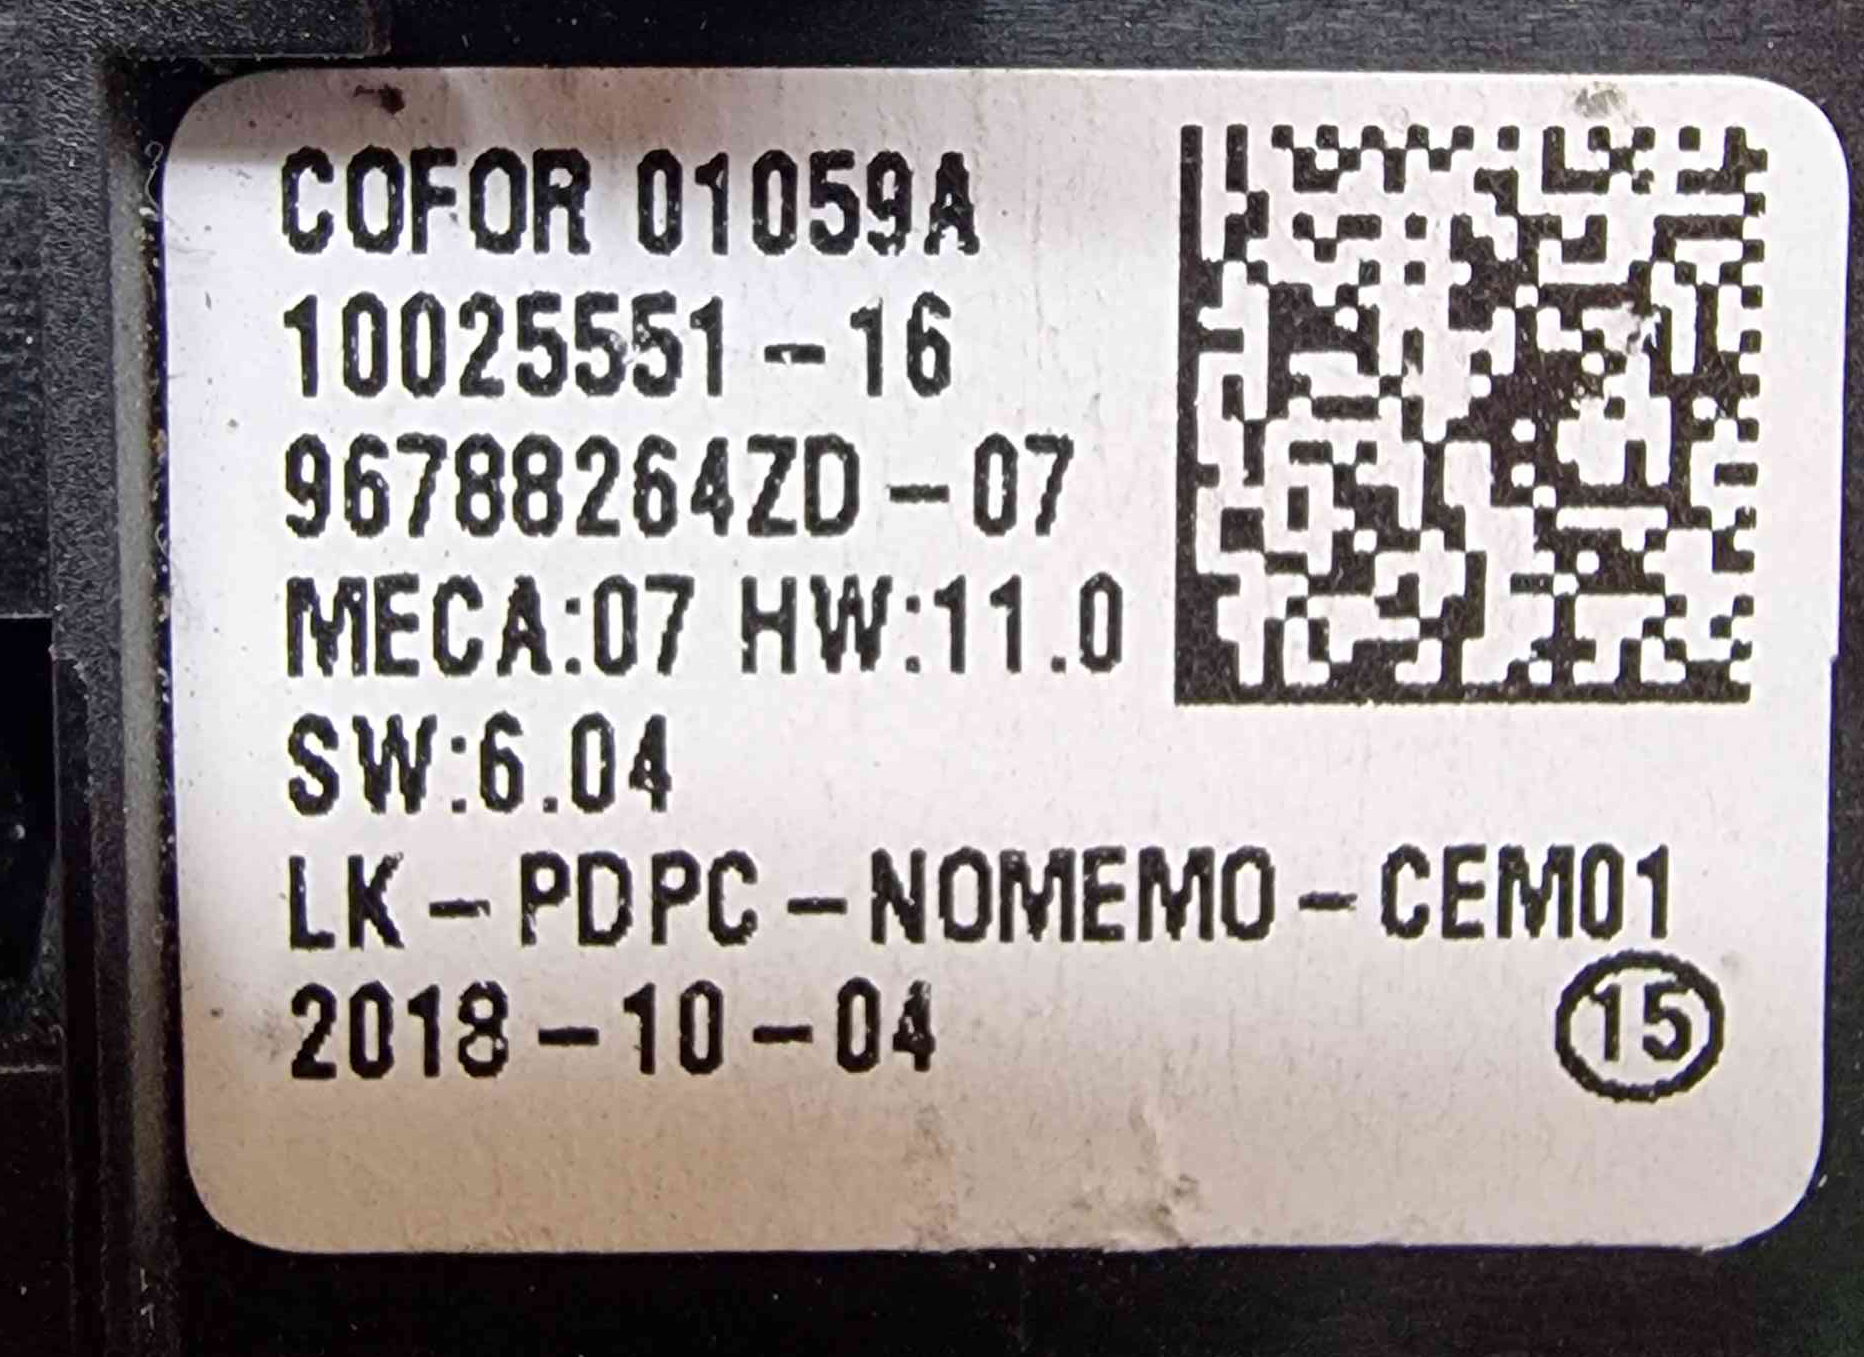 COFOR 01059A
10025551-16
96788264ZD-07
MECA:07 HW:11.0
SW:6.04
LK-PDPC-NOMEMO-CEM01
2018-10-04
15